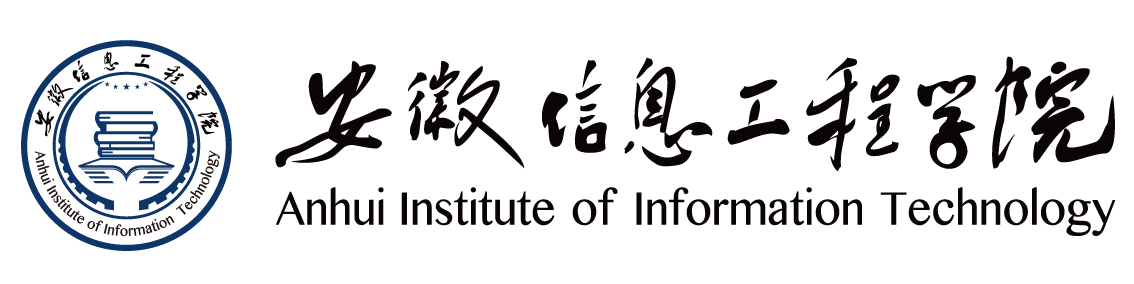 安徽信息工程学院
Anhui Institute of Information Technology
安徽信息工程学院
Anhui Institute of Information Technology